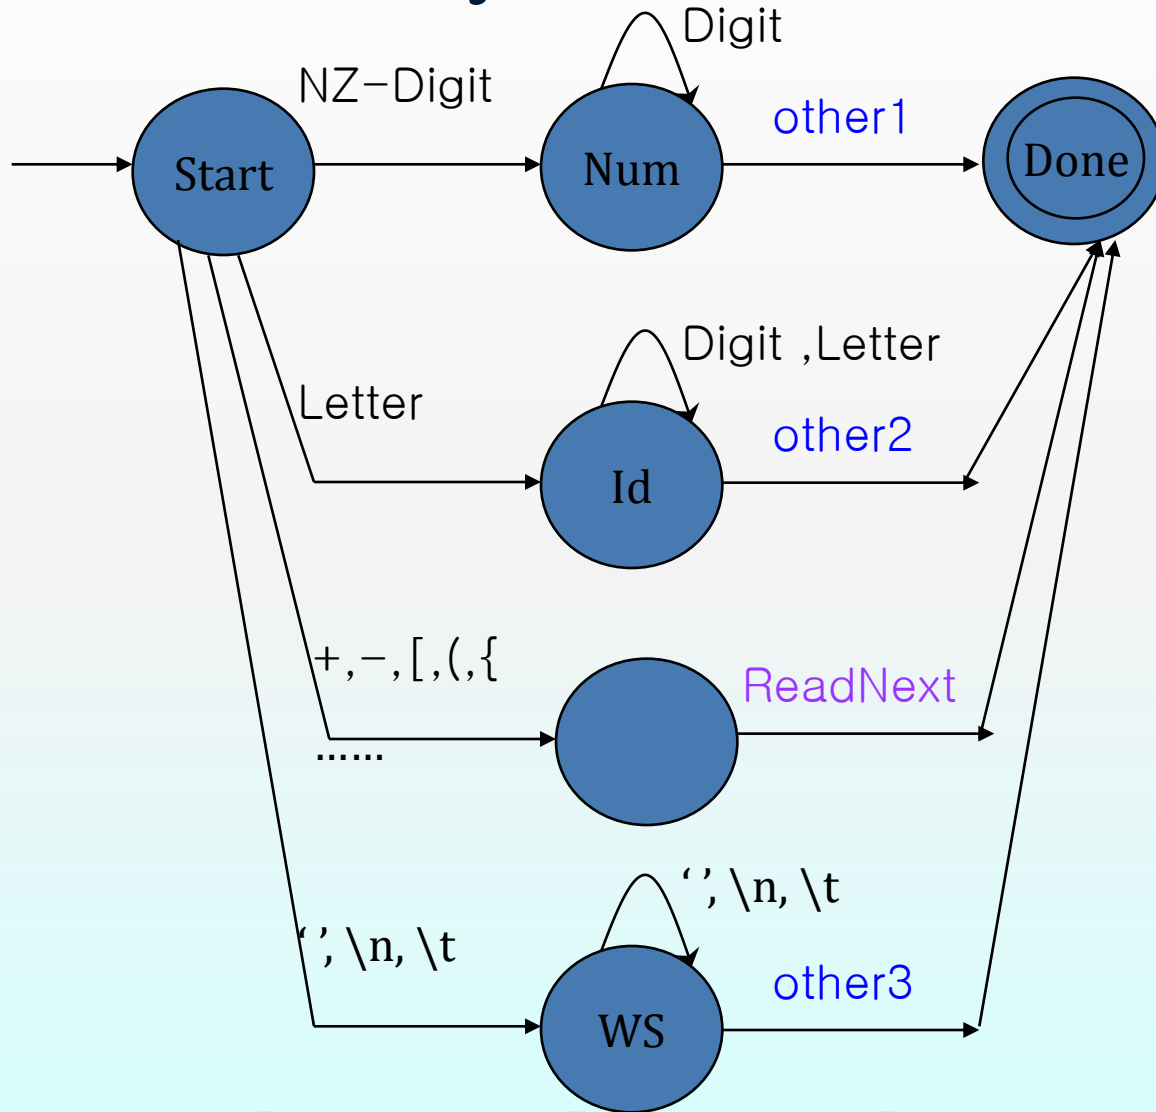 Digit
NZ-Digit
other1
Start
Num
Done
Digit ,Letter
Letter
other2
Id
+,-,[,(,{
ReadNext
......
‘ ’, \n, \t
‘ ’, \n, \t
other3
WS